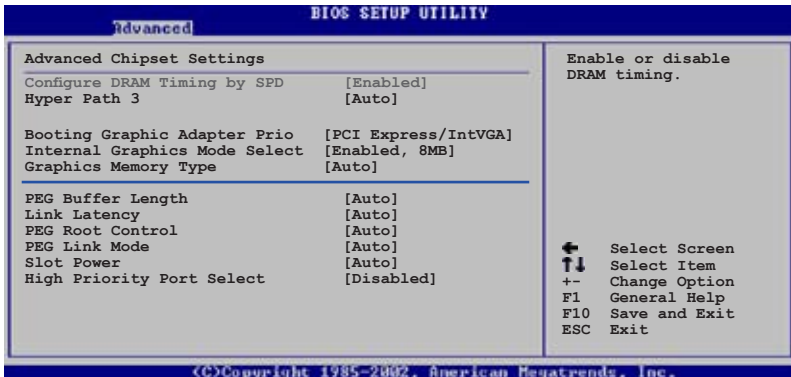 BIOS SETUP UTILITY
Advanced
Advanced Chipset Settings
Configure DRAM Timing by SPD [Enabled]
Hyper Path 3 [Auto]
Booting Graphic Adapter Prio [PCI Express/IntVGA]
Internal Graphics Mode Select [Enabled, 8MB]
Graphics Memory Type [Auto]
PEG Buffer Length [Auto]
Link Latency [Auto]
PEG Root Control [Auto]
PEG Link Mode [Auto]
Slot Power [Auto]
High Priority Port Select [Disabled]
Enable or disable
DRAM timing.
← Select Screen
↑↓ Select Item
+- Change Option
F1 General Help
F10 Save and Exit
ESC Exit
(C)Copyright 1985-2002, American Megatrends, Inc.